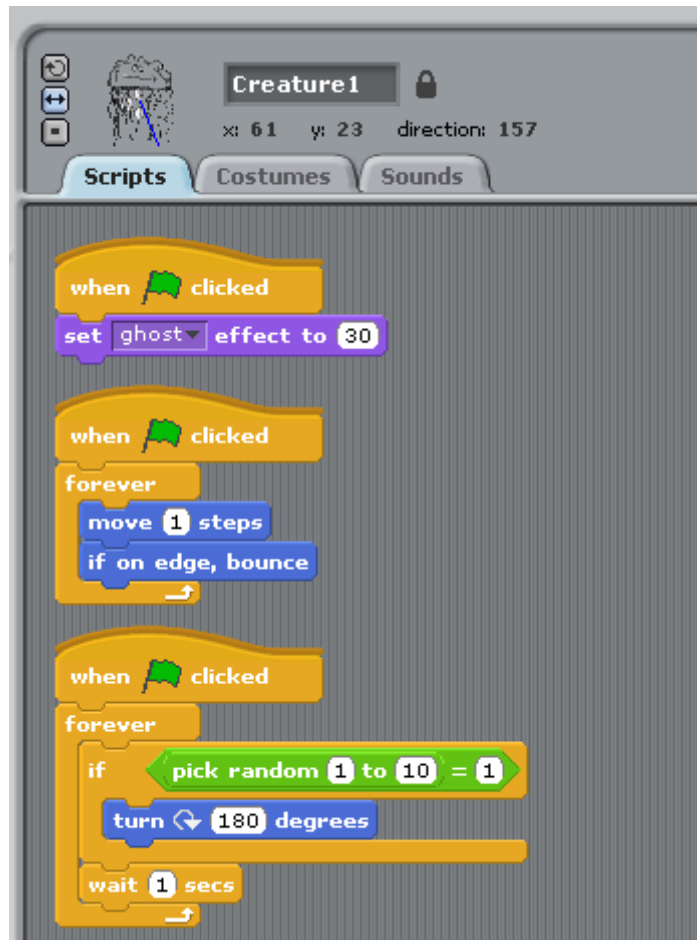 Creature1
x: 61 y: 23 direction: 157
Scripts Costumes Sounds
when clicked
set ghost effect to 30
when clicked
forever
move 1 steps
if on edge, bounce
when clicked
forever
if pick random 1 to 10 = 1
turn 180 degrees
wait 1 secs